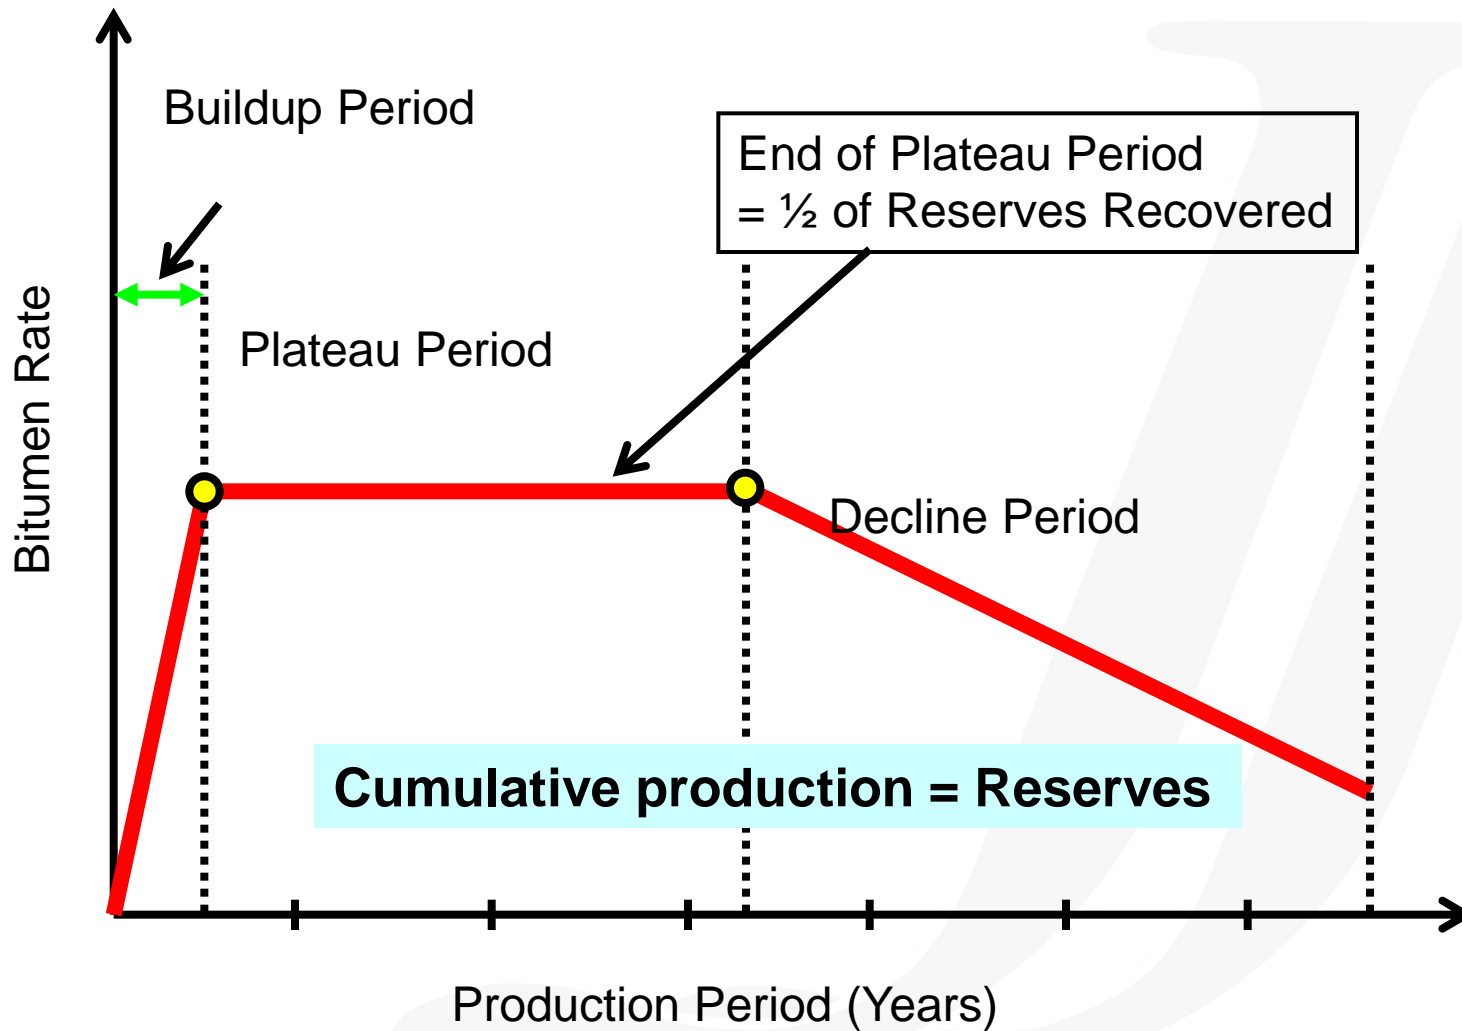 Buildup Period
End of Plateau Period
= ½ of Reserves Recovered
Plateau Period
Bitumen Rate
Decline Period
Cumulative production = Reserves
Production Period (Years)